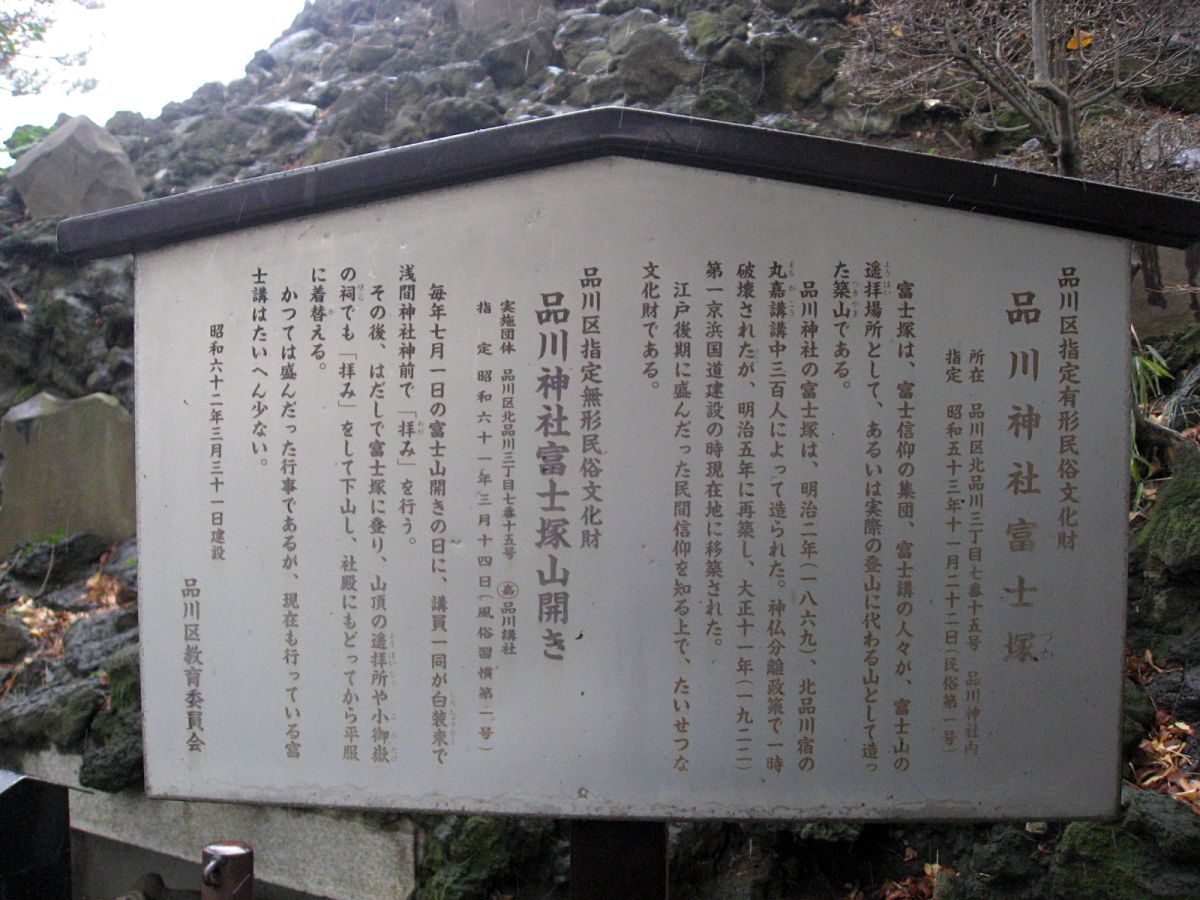 品川区指定有形民俗文化財
品川神社富士塚
所在 品川区北品川三丁目七番十五号 品川神社内
指定 昭和五十三年十一月二十二日(民俗第一号)
富士塚は、富士信仰の集団、富士講の人々が、富士山の
遥拝場所として、あるいは実際の登山に代わる山として造っ
た築山である。
品川神社の富士塚は、明治二年(一八六九)、北品川宿の
丸嘉講講中三百人によって造られた。神仏分離政策で一時
破壊されたが、明治五年に再築し、大正十一年(一九二二)
第一京浜国道建設の時現在地に移築された。
江戸後期に盛んだった民間信仰を知る上で、たいせつな
文化財である。
品川区指定無形民俗文化財
品川神社富士塚山開き
実施団体 品川区北品川三丁目七番十五号 ㊟嘉 品川講社
指定 昭和六十一年三月十四日(風俗習慣第一号)
毎年七月一日の富士山開きの日に、講員一同が白装束で
浅間神社神前で「拝み」を行う。
その後、はだしで富士塚に登り、山頂の遥拝所や小御嶽
の祠でも「拝み」をして下山し、社殿にもどってから平服
に着替える。
かつては盛んだった行事であるが、現在も行っている富
士講はたいへん少ない。
昭和六十二年三月三十一日建設
品川区教育委員会